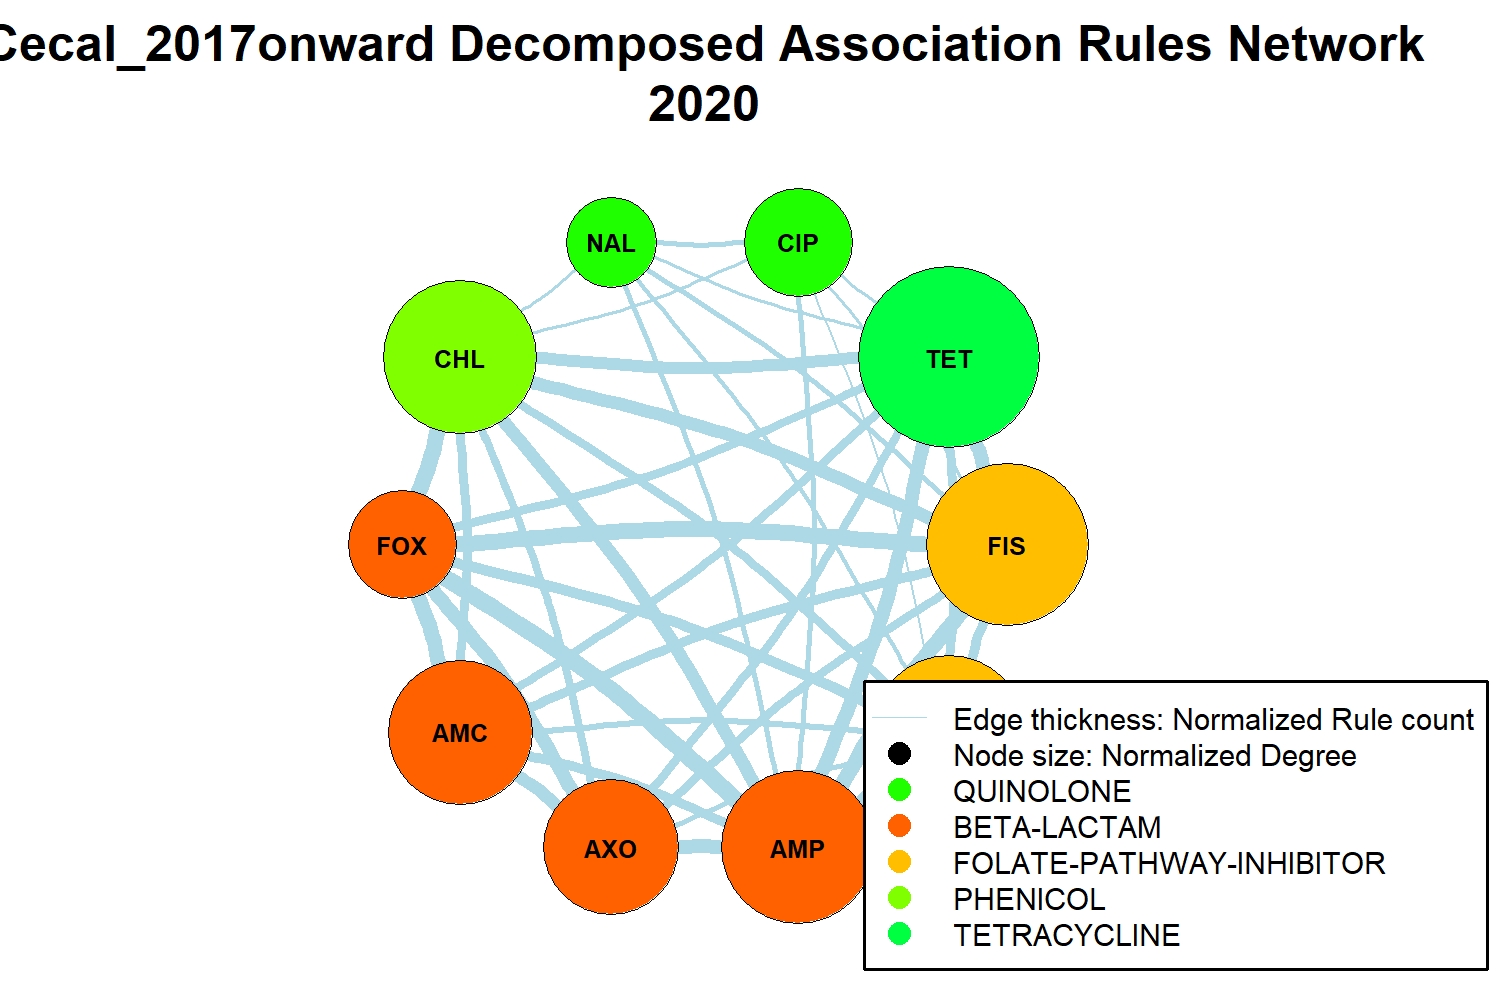 Cecal_2017onward Decomposed Association Rules Network
2020
NAL
CIP
CHL
TET
FOX
FIS
AMC
AXO
AMP
Edge thickness: Normalized Rule count
Node size: Normalized Degree
QUINOLONE
BETA-LACTAM
FOLATE-PATHWAY-INHIBITOR
PHENICOL
TETRACYCLINE